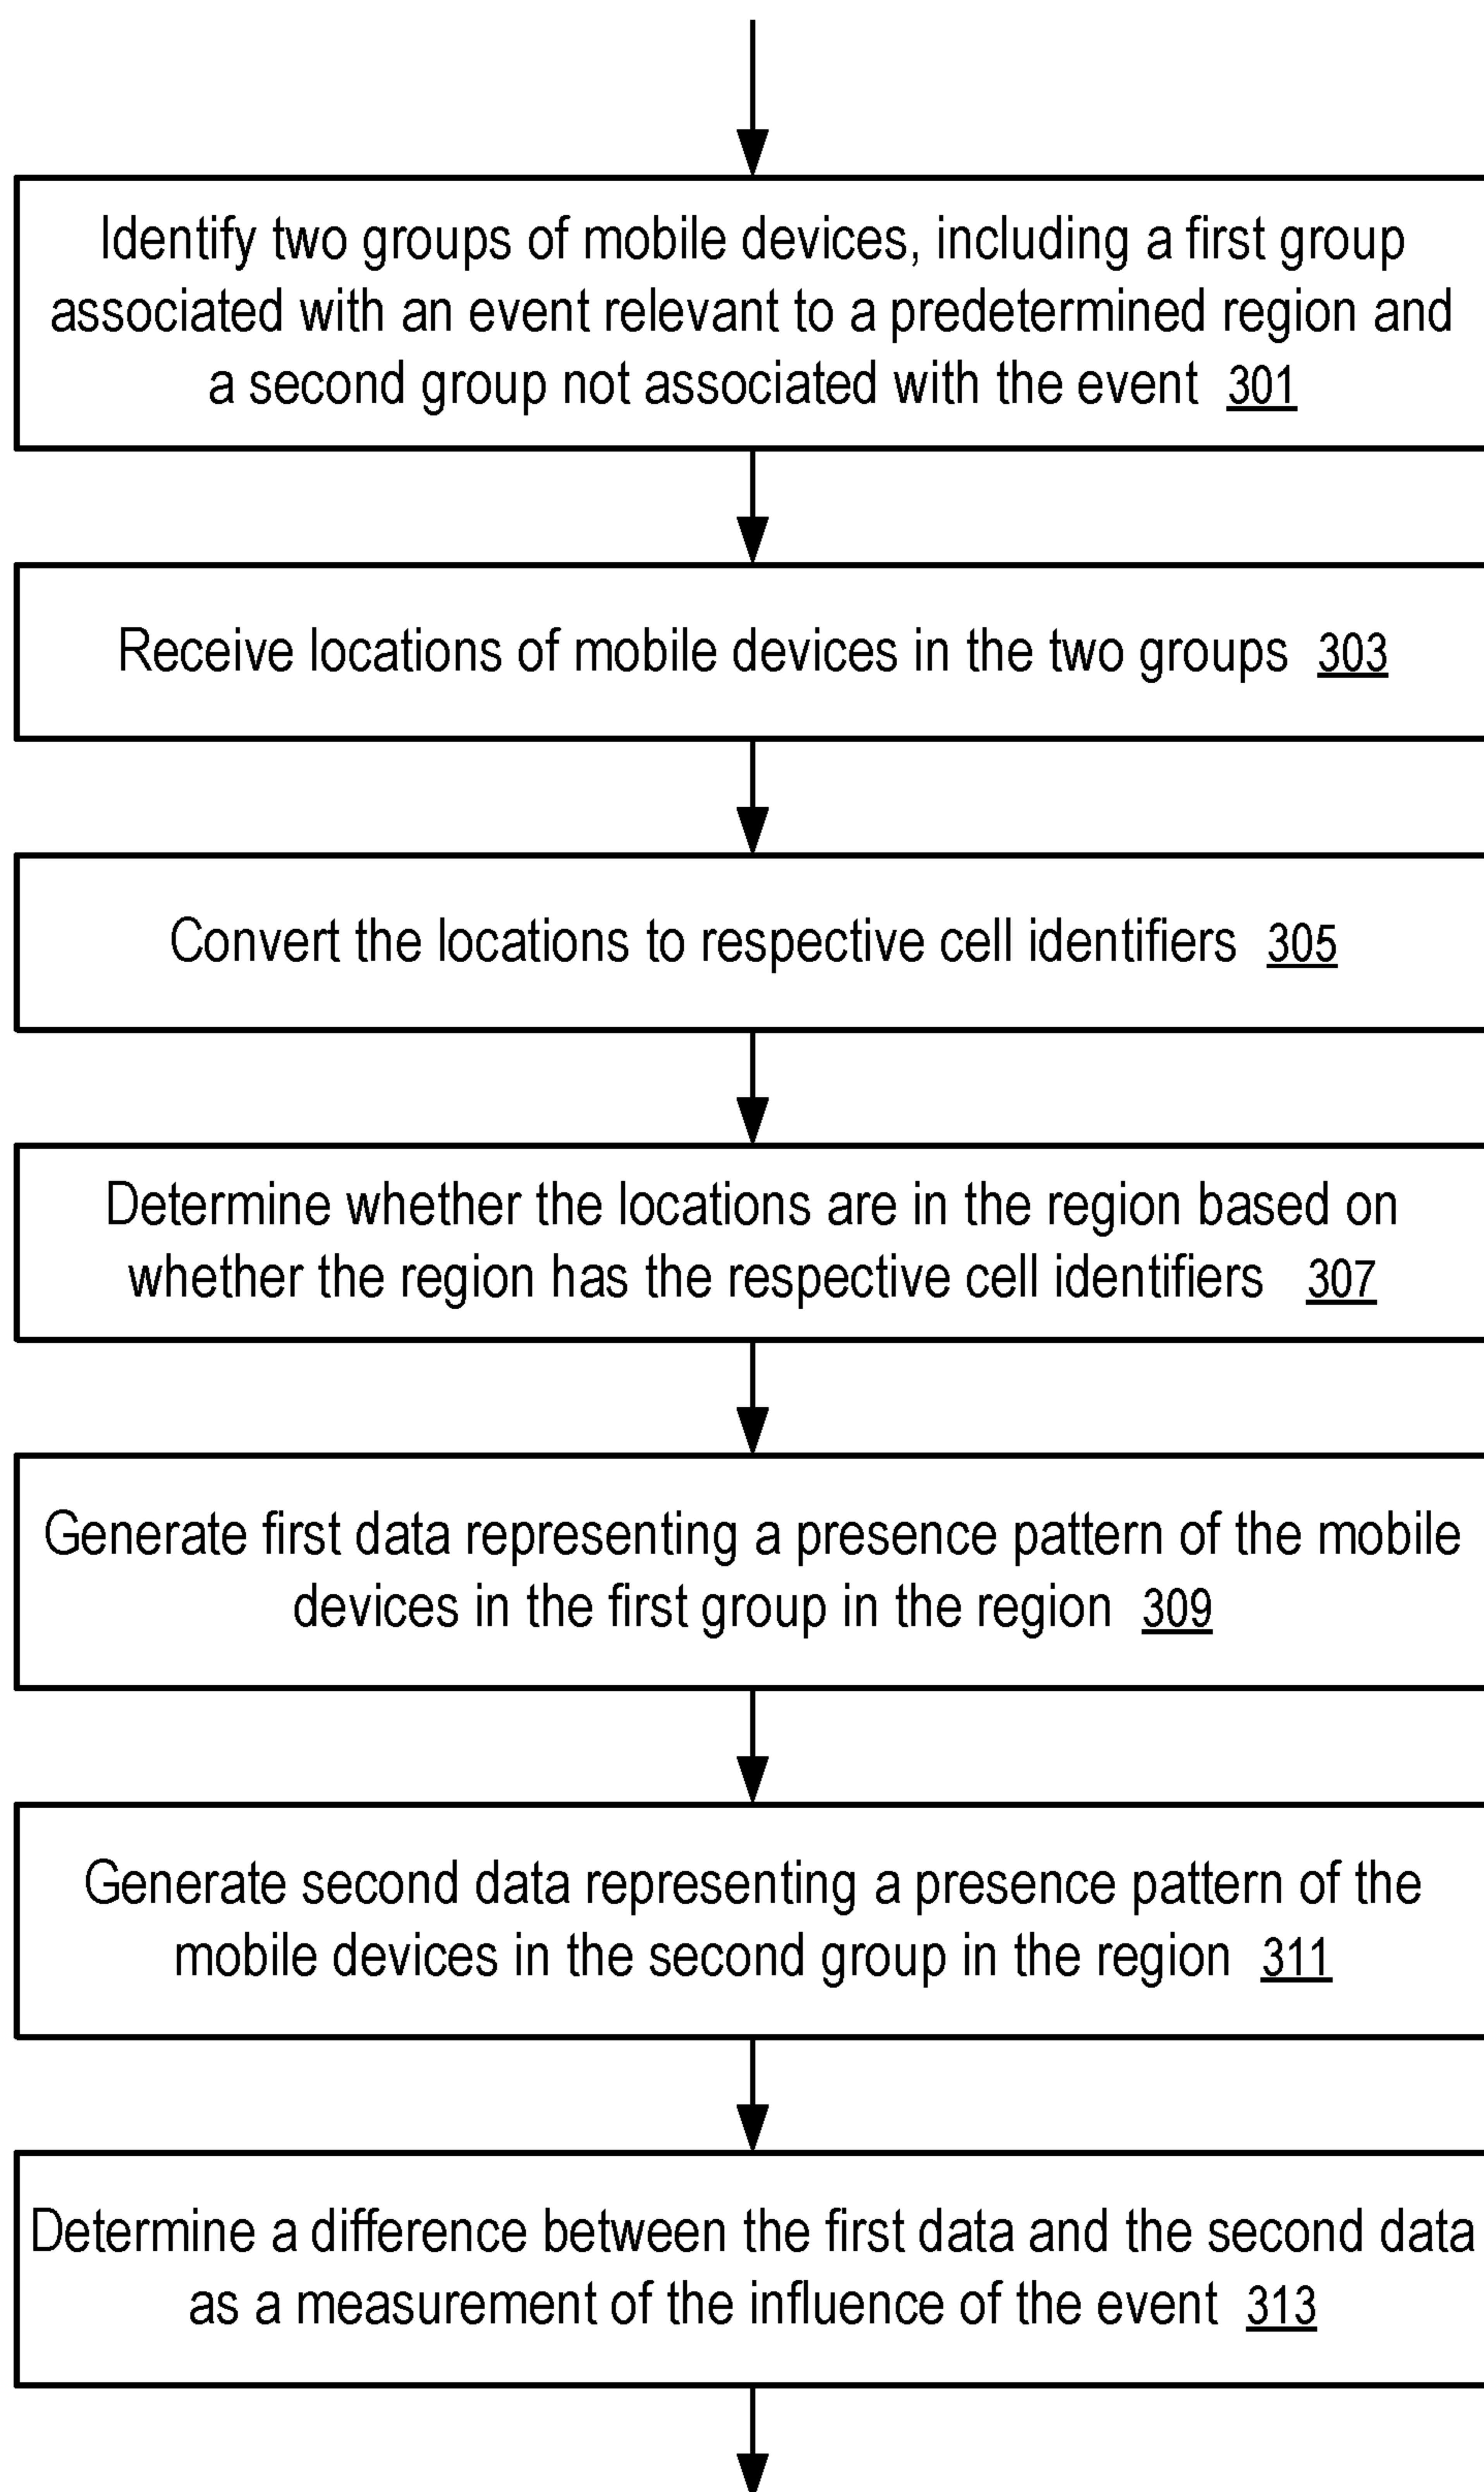 Identify two groups of mobile devices, including a first group
associated with an event relevant to a predetermined region and
a second group not associated with the event 301
Receive locations of mobile devices in the two groups 303
Convert the locations to respective cell identifiers 305
Determine whether the locations are in the region based on
whether the region has the respective cell identifiers 307
Generate first data representing a presence pattern of the mobile
devices in the first group in the region 309
Generate second data representing a presence pattern of the
mobile devices in the second group in the region 311
Determine a difference between the first data and the second data
as a measurement of the influence of the event 313